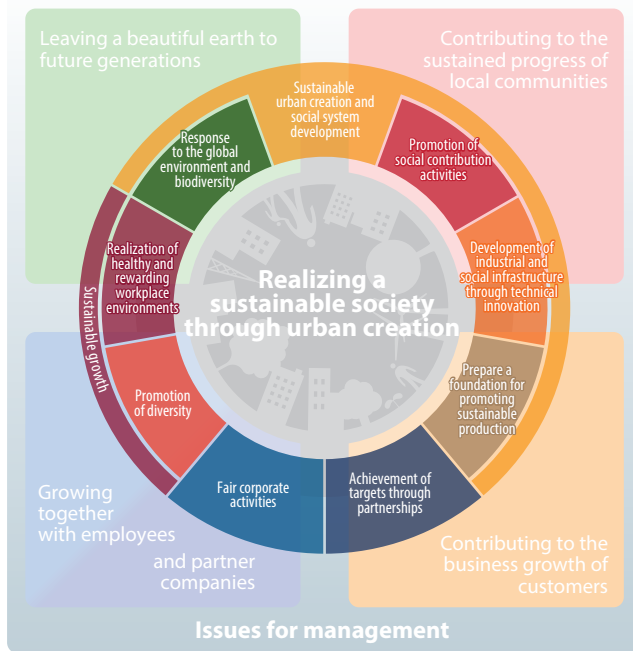 Leaving a beautiful earth to
future generations
Contributing to the
sustained progress of
local communities
Sustainable
urban creation and
social system
development
Response
to the global
environment and
biodiversity
Promotion of
social contribution
activities
Realization of
healthy and
rewarding
workplace
environments
Development of
industrial and
social infrastructure
through technical
innovation
Realizing a
sustainable society
through urban creation
Sustainable growth
Promotion
of diversity
Prepare a
foundation for
promoting
sustainable
production
Fair corporate
activities
Achievement of
targets through
partnerships
Growing
together
with employees
and partner
companies
Contributing to the
business growth of
customers
Issues for management